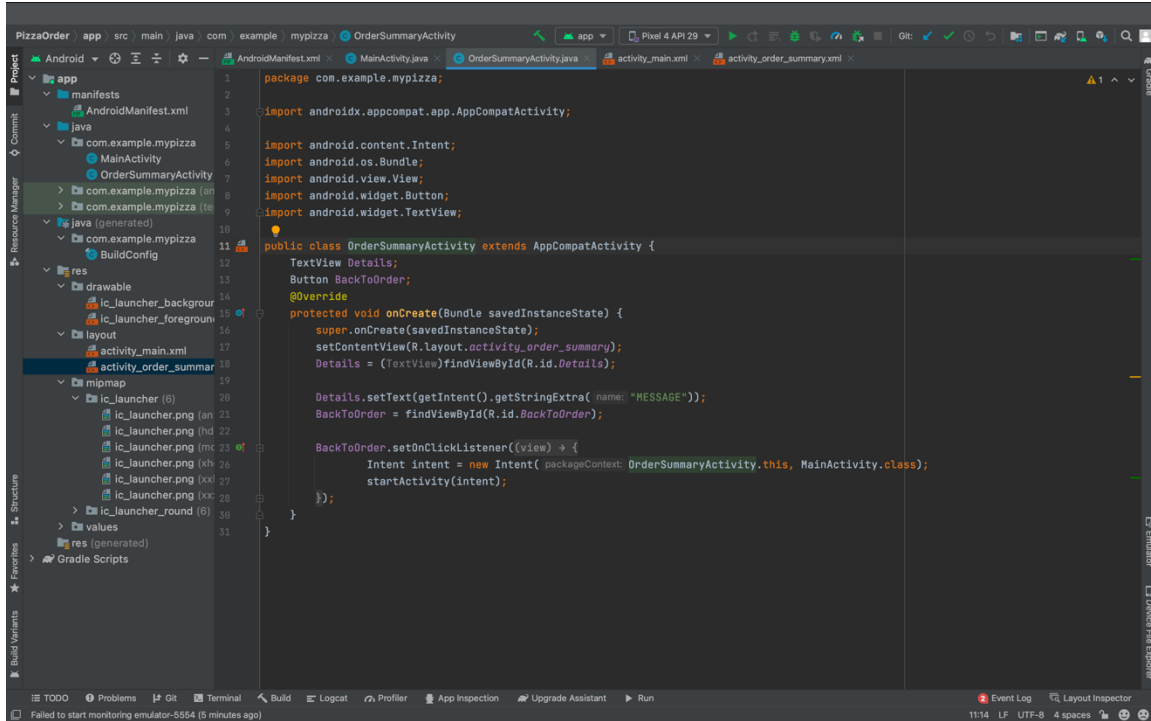 PizzaOrder › app › src › main › java › com › example › mypizza › OrderSummaryActivity
app
Pixel 4 API 29
Git:
Android
AndroidManifest.xml
MainActivity.java
OrderSummaryActivity.java
activity_main.xml
activity_order_summary.xml
Project
Commit
Resource Manager
Structure
Favorites
Build Variants
app
manifests
AndroidManifest.xml
java
com.example.mypizza
MainActivity
OrderSummaryActivity
com.example.mypizza (an
com.example.mypizza (te
java (generated)
com.example.mypizza
BuildConfig
res
drawable
ic_launcher_backgrour
ic_launcher_foregroun
layout
activity_main.xml
activity_order_summar
mipmap
ic_launcher (6)
ic_launcher.png (an
ic_launcher.png (hd
ic_launcher.png (mc
ic_launcher.png (xh
ic_launcher.png (xxl
ic_launcher.png (xx
ic_launcher_round (6)
values
res (generated)
Gradle Scripts
1 package com.example.mypizza;
2
3 import androidx.appcompat.app.AppCompatActivity;
4
5 import android.content.Intent;
6 import android.os.Bundle;
7 import android.view.View;
8 import android.widget.Button;
9 import android.widget.TextView;
10
11 public class OrderSummaryActivity extends AppCompatActivity {
12 TextView Details;
13 Button BackToOrder;
14 @Override
15 protected void onCreate(Bundle savedInstanceState) {
16 super.onCreate(savedInstanceState);
17 setContentView(R.layout.activity_order_summary);
18 Details = (TextView)findViewById(R.id.Details);
19
20 Details.setText(getIntent().getStringExtra( name: "MESSAGE"));
21 BackToOrder = findViewById(R.id.BackToOrder);
22
23 BackToOrder.setOnClickListener((view) → {
26 Intent intent = new Intent( packageContext: OrderSummaryActivity.this, MainActivity.class);
27 startActivity(intent);
28 });
30 }
31 }
1
Gradle
Emulator
Device File Explorer
TODO
Problems
Git
Terminal
Build
Logcat
Profiler
App Inspection
Upgrade Assistant
Run
2 Event Log
Layout Inspector
Failed to start monitoring emulator-5554 (5 minutes ago)
11:14 LF UTF-8 4 spaces